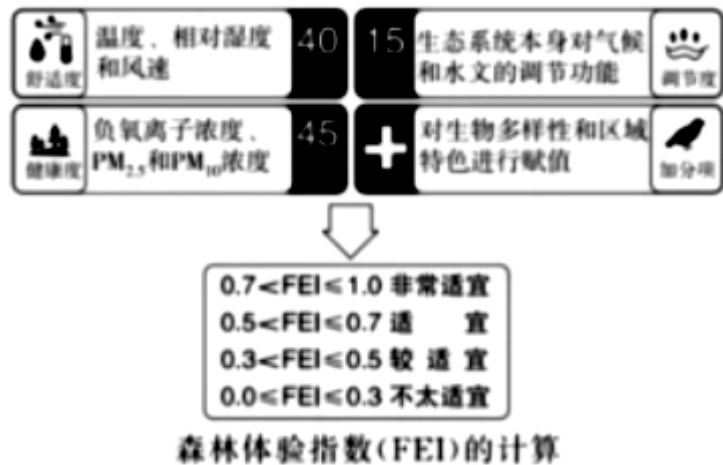 温度、相对湿度
和风速
舒适度
40
15
生态系统本身对气候
和水文的调节功能
调节度
负氧离子浓度、
PM2.5和PM10浓度
健康度
45
+
对生物多样性和区域
特色进行赋值
加分项
0.7<FEI≤1.0 非常适宜
0.5<FEI≤0.7 适 宜
0.3<FEI≤0.5 较 适 宜
0.0≤FEI≤0.3 不太适宜
森林体验指数(FEI)的计算